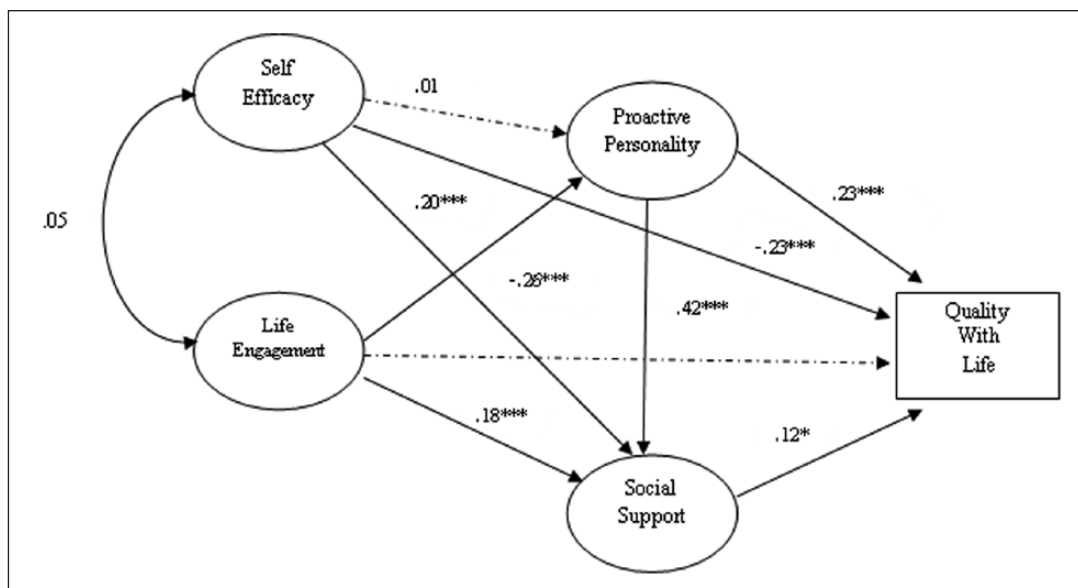 Self
Efficacy
.01
Proactive
Personality
.05
.20***
.23***
-.23***
-.28***
.42***
Life
Engagement
Quality
With
Life
.18***
.12*
Social
Support